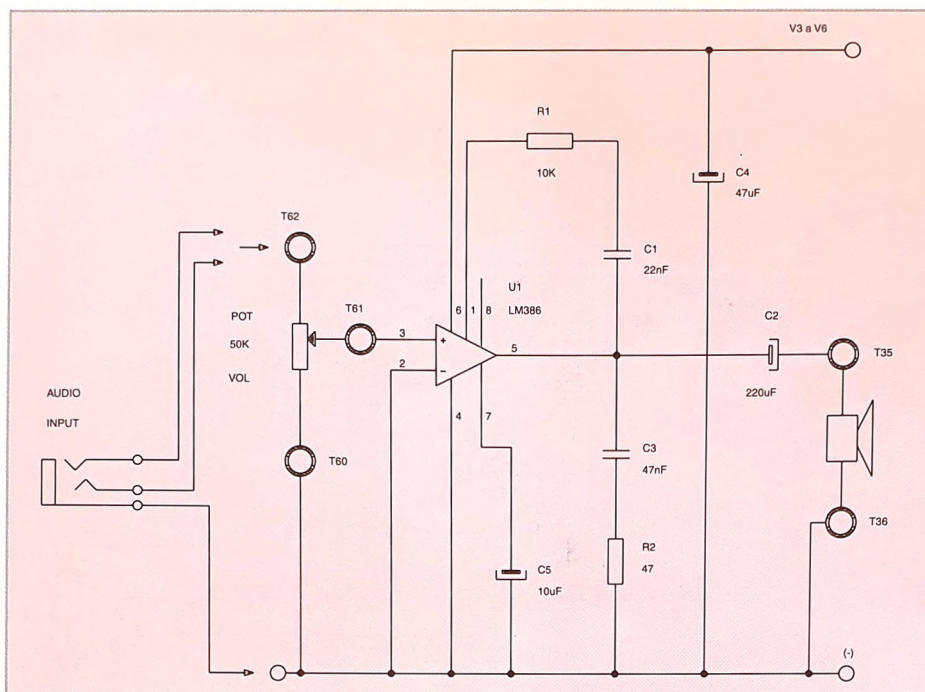 V3 a V6
R1
10K
C4
47uF
T62
C1
22nF
U1
LM386
6 1 8
C2
POT
50K
VOL
T61
3
+
5
2
-
T35
220uF
AUDIO
INPUT
4
7
T60
C3
47nF
T36
R2
47
C5
10uF
(-)